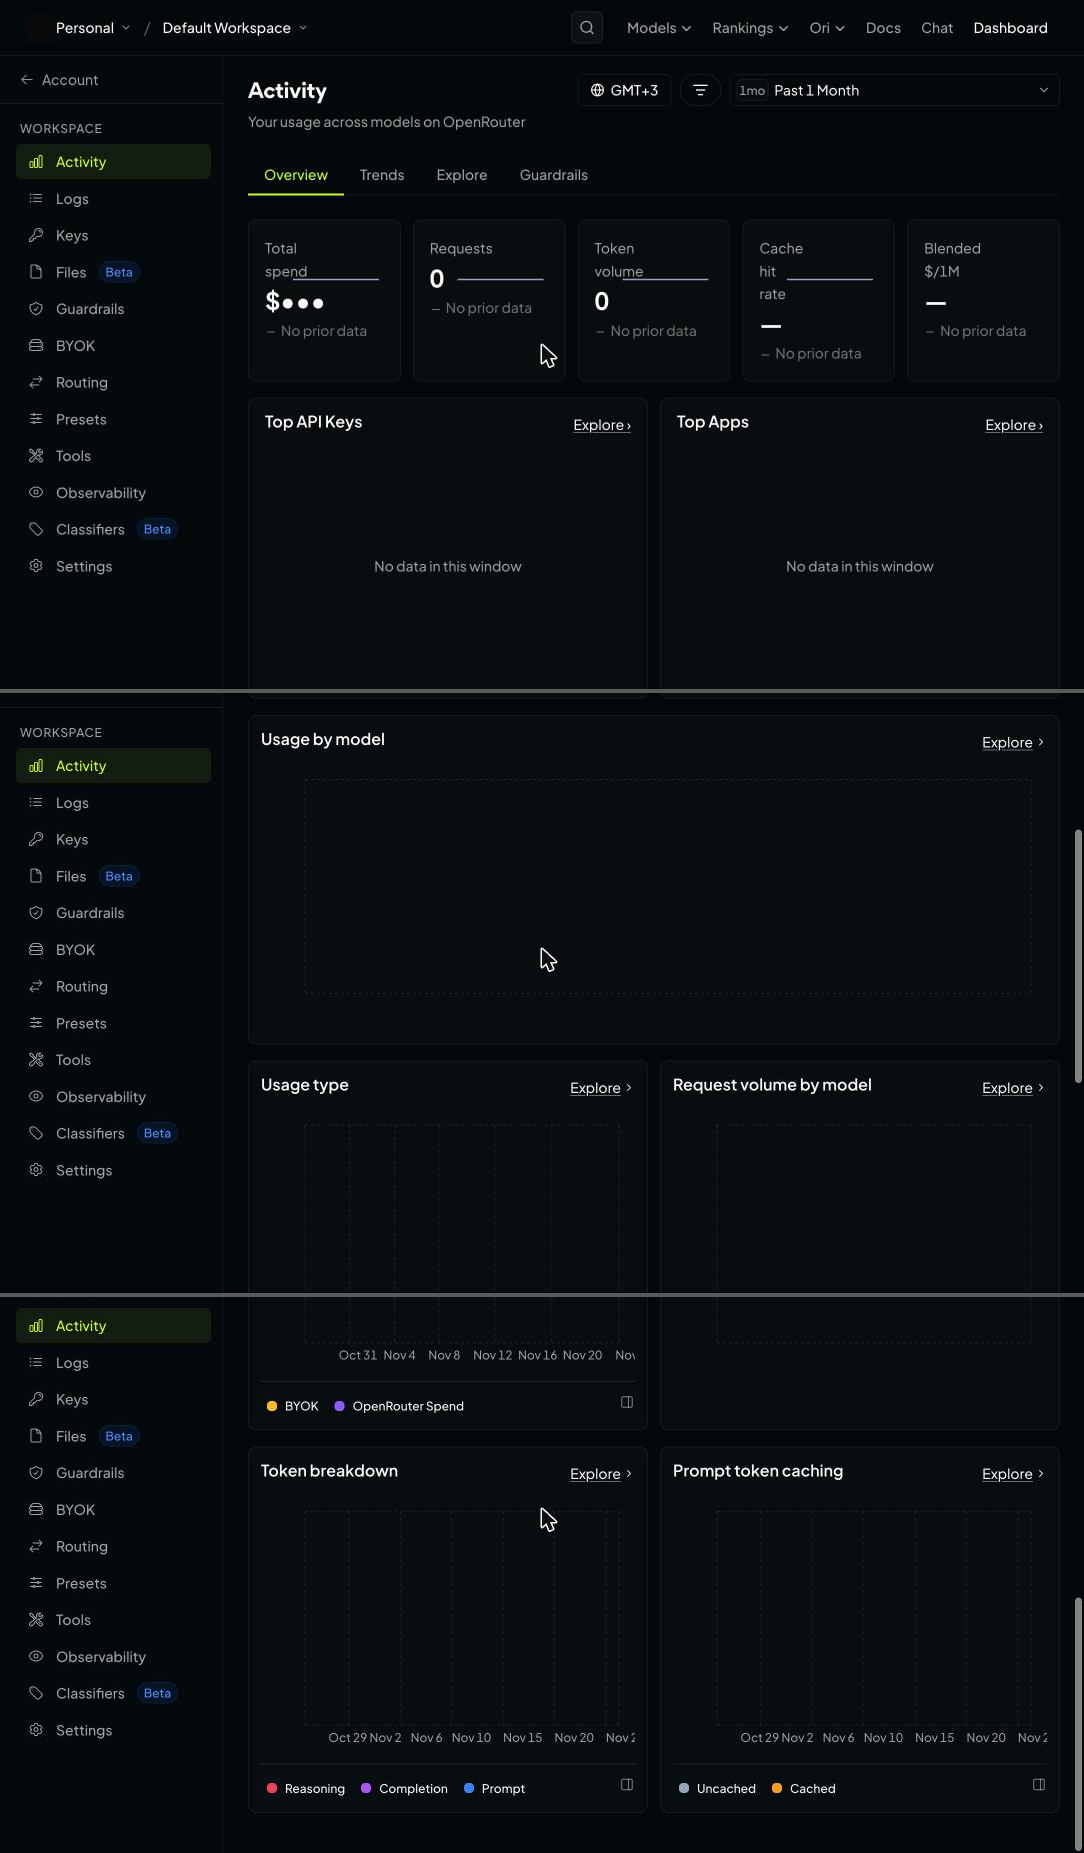 Personal / Default Workspace
Models Rankings Ori Docs Chat Dashboard
Account
WORKSPACE
Activity
Logs
Keys
Files Beta
Guardrails
BYOK
Routing
Presets
Tools
Observability
Classifiers Beta
Settings
Activity
GMT+3
1mo Past 1 Month
Your usage across models on OpenRouter
Overview Trends Explore Guardrails
Total
spend
$●●●
– No prior data
Requests
0
– No prior data
Token
volume
0
– No prior data
Cache
hit
rate
—
– No prior data
Blended
$/1M
—
– No prior data
Top API Keys Explore ›
No data in this window
Top Apps Explore ›
No data in this window
WORKSPACE
Activity
Logs
Keys
Files Beta
Guardrails
BYOK
Routing
Presets
Tools
Observability
Classifiers Beta
Settings
Usage by model Explore ›
Usage type Explore ›
Request volume by model Explore ›
Activity
Logs
Keys
Files Beta
Guardrails
BYOK
Routing
Presets
Tools
Observability
Classifiers Beta
Settings
Oct 31 Nov 4 Nov 8 Nov 12 Nov 16 Nov 20 Nov
BYOK OpenRouter Spend
Token breakdown Explore ›
Oct 29 Nov 2 Nov 6 Nov 10 Nov 15 Nov 20 Nov 2
Reasoning Completion Prompt
Prompt token caching Explore ›
Oct 29 Nov 2 Nov 6 Nov 10 Nov 15 Nov 20 Nov 2
Uncached Cached